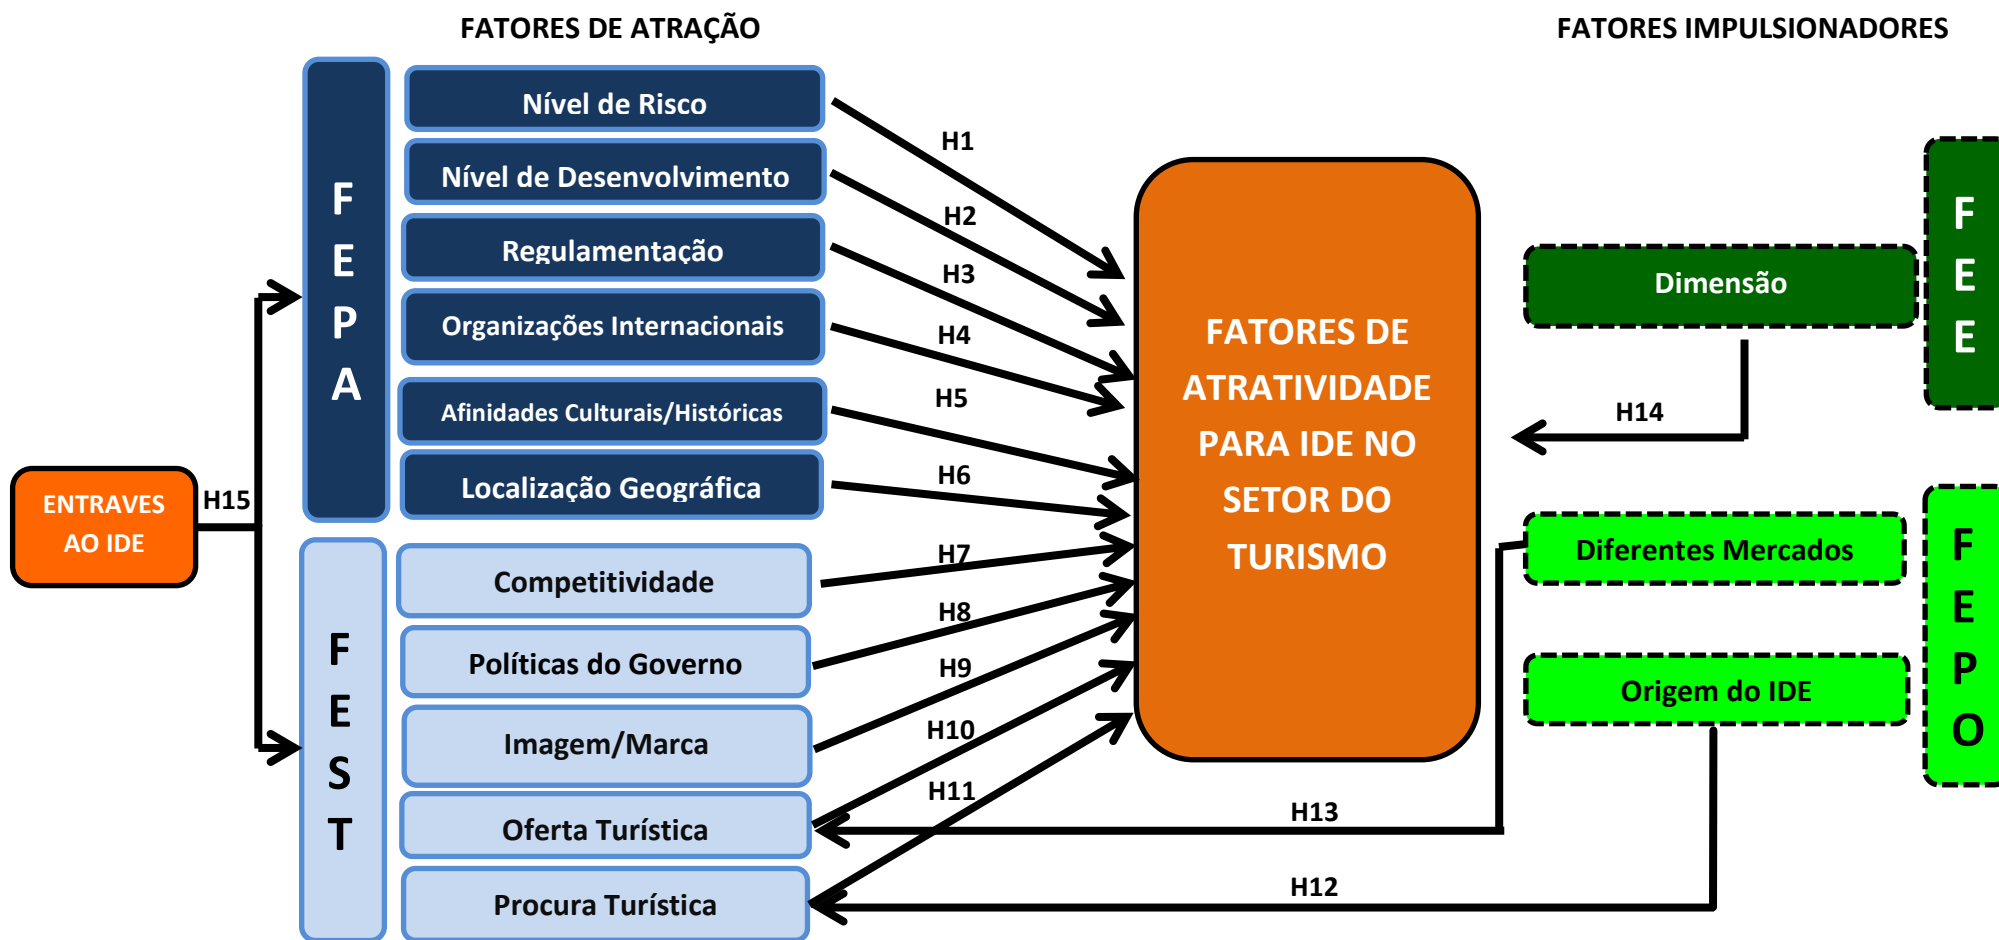 FATORES DE ATRAÇÃO
FATORES IMPULSIONADORES
ENTRAVES
AO IDE
H15
F
E
P
A
Nível de Risco
Nível de Desenvolvimento
Regulamentação
Organizações Internacionais
Afinidades Culturais/Históricas
Localização Geográfica
F
E
S
T
Competitividade
Políticas do Governo
Imagem/Marca
Oferta Turística
Procura Turística
H1
H2
H3
H4
H5
H6
H7
H8
H9
H10
H11
FATORES DE
ATRATIVIDADE
PARA IDE NO
SETOR DO
TURISMO
Dimensão
H14
F
E
E
Diferentes Mercados
Origem do IDE
F
E
P
O
H13
H12